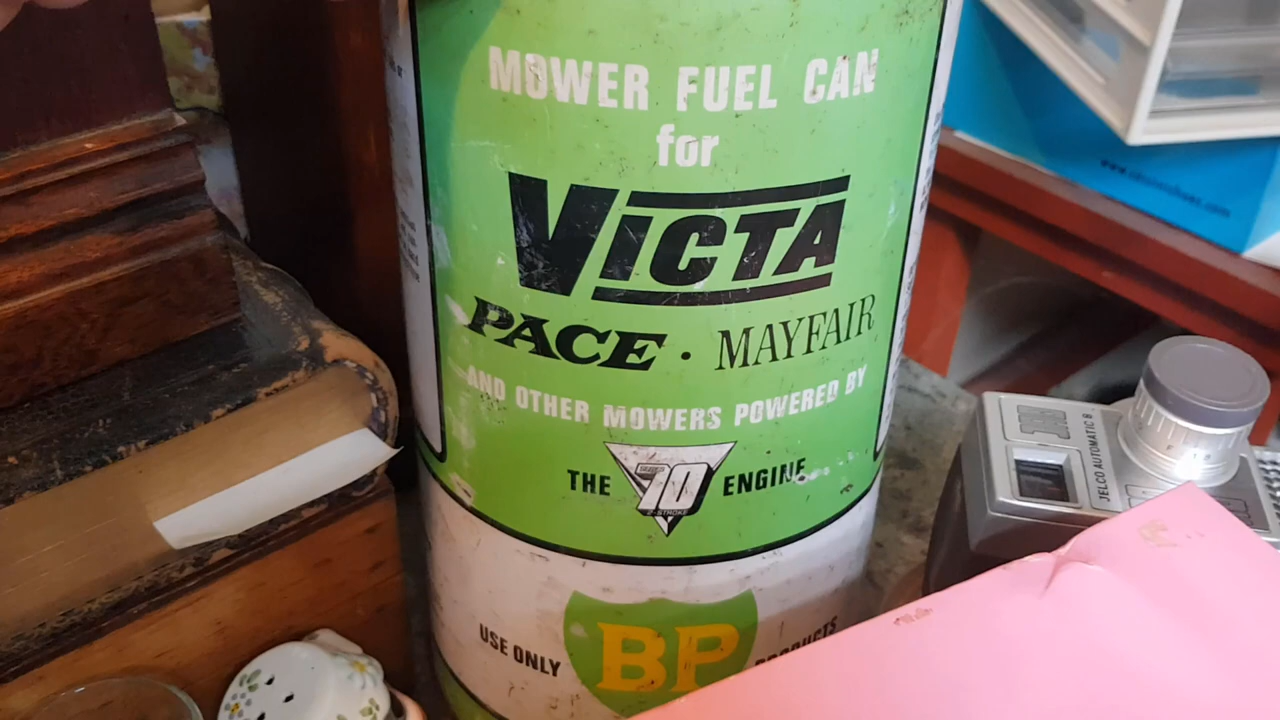 MOWER FUEL CAN
for
VICTA
PACE · MAYFAIR
AND OTHER MOWERS POWERED BY
THE 70 ENGINE
2-STROKE
USE ONLY BP PRODUCTS
JELCO AUTOMATIC 8